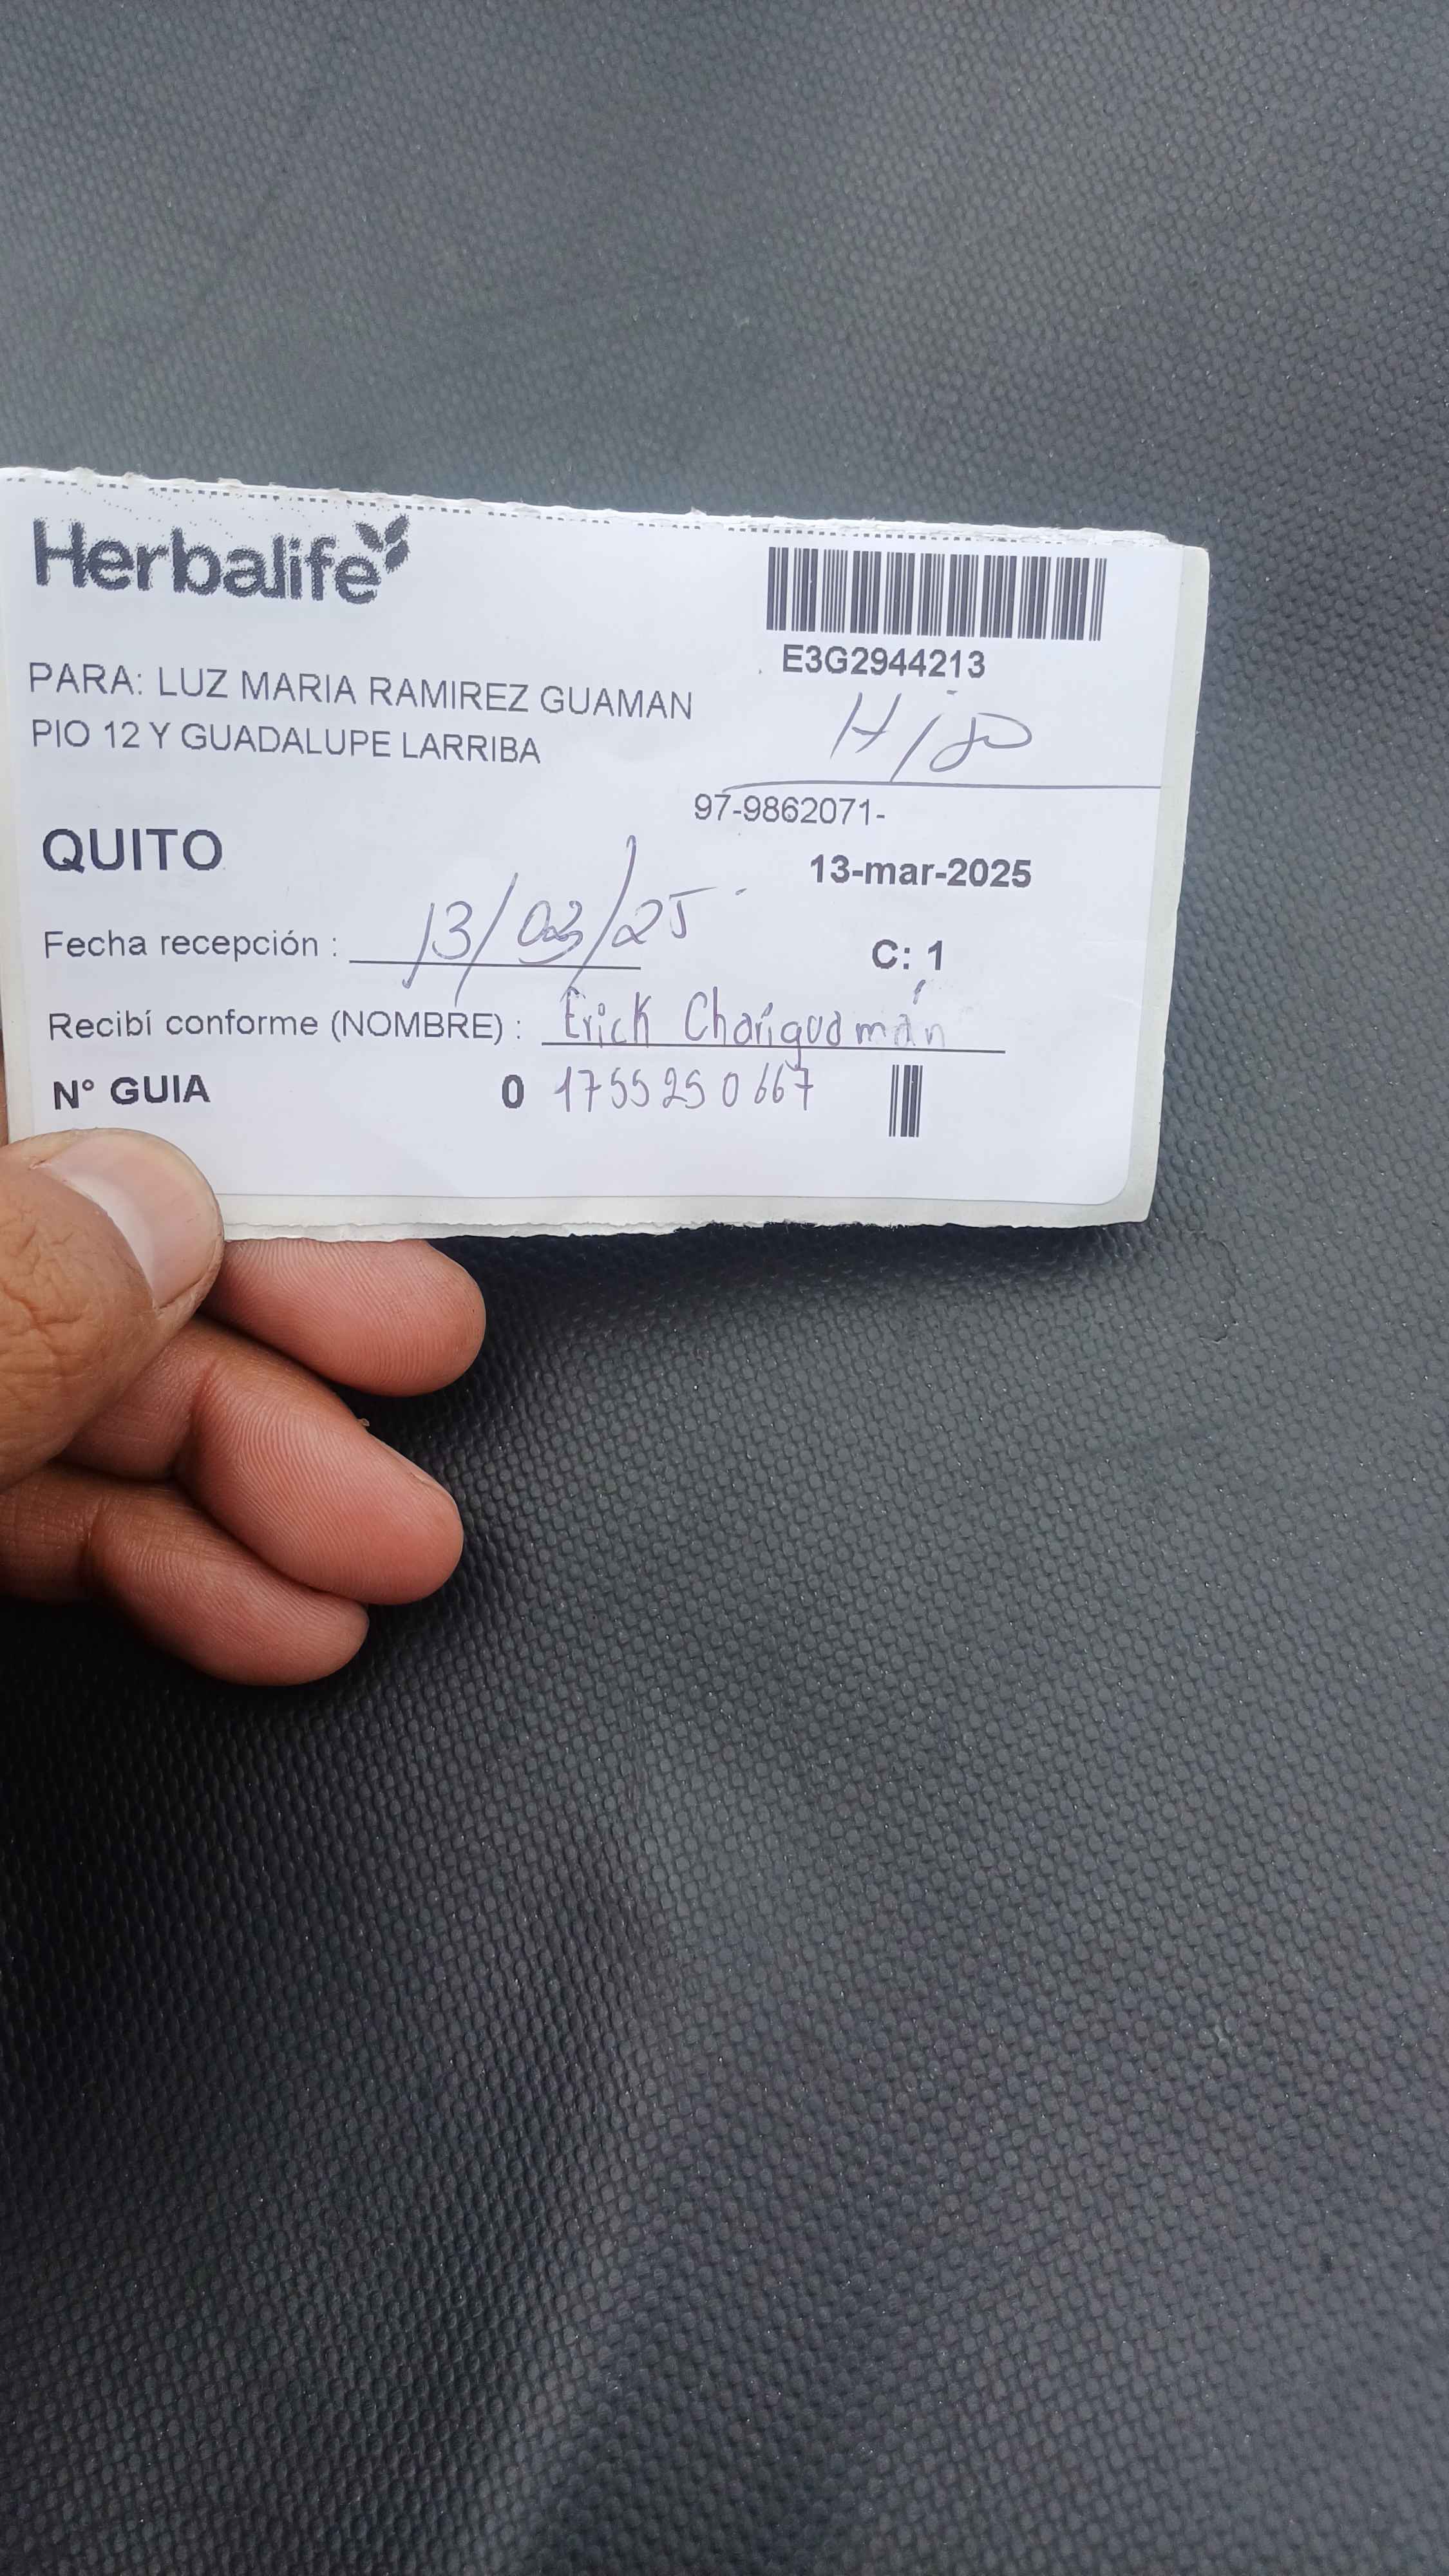 Herbalife
E3G2944213
PARA: LUZ MARIA RAMIREZ GUAMAN
PIO 12 Y GUADALUPE LARRIBA
97-9862071-
QUITO
13-mar-2025
Fecha recepción : 13/03/25
C: 1
Recibí conforme (NOMBRE) : Erick Chariguamán
N° GUIA 0 1755250667